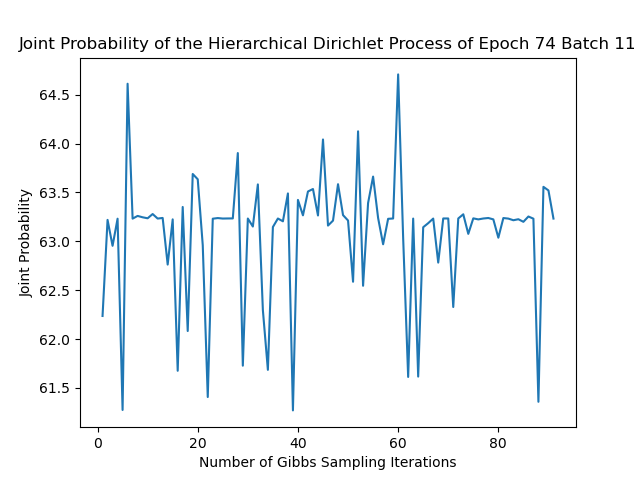 Joint Probability of the Hierarchical Dirichlet Process of Epoch 74 Batch 11
64.5
64.0
63.5
63.0
62.5
62.0
61.5
Joint Probability
0 20 40 60 80
Number of Gibbs Sampling Iterations